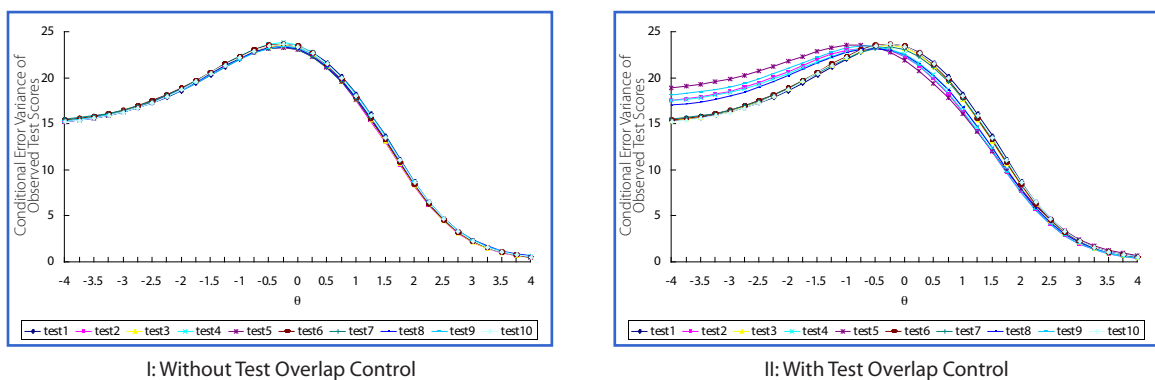 Conditional Error Variance of
Observed Test Scores
25
20
15
10
5
0
-4 -3.5 -3 -2.5 -2 -1.5 -1 -0.5 0 0.5 1 1.5 2 2.5 3 3.5 4
θ
test1 test2 test3 test4 test5 test6 test7 test8 test9 test10
I: Without Test Overlap Control
Conditional Error Variance of
Observed Test Scores
25
20
15
10
5
0
-4 -3.5 -3 -2.5 -2 -1.5 -1 -0.5 0 0.5 1 1.5 2 2.5 3 3.5 4
θ
test1 test2 test3 test4 test5 test6 test7 test8 test9 test10
II: With Test Overlap Control